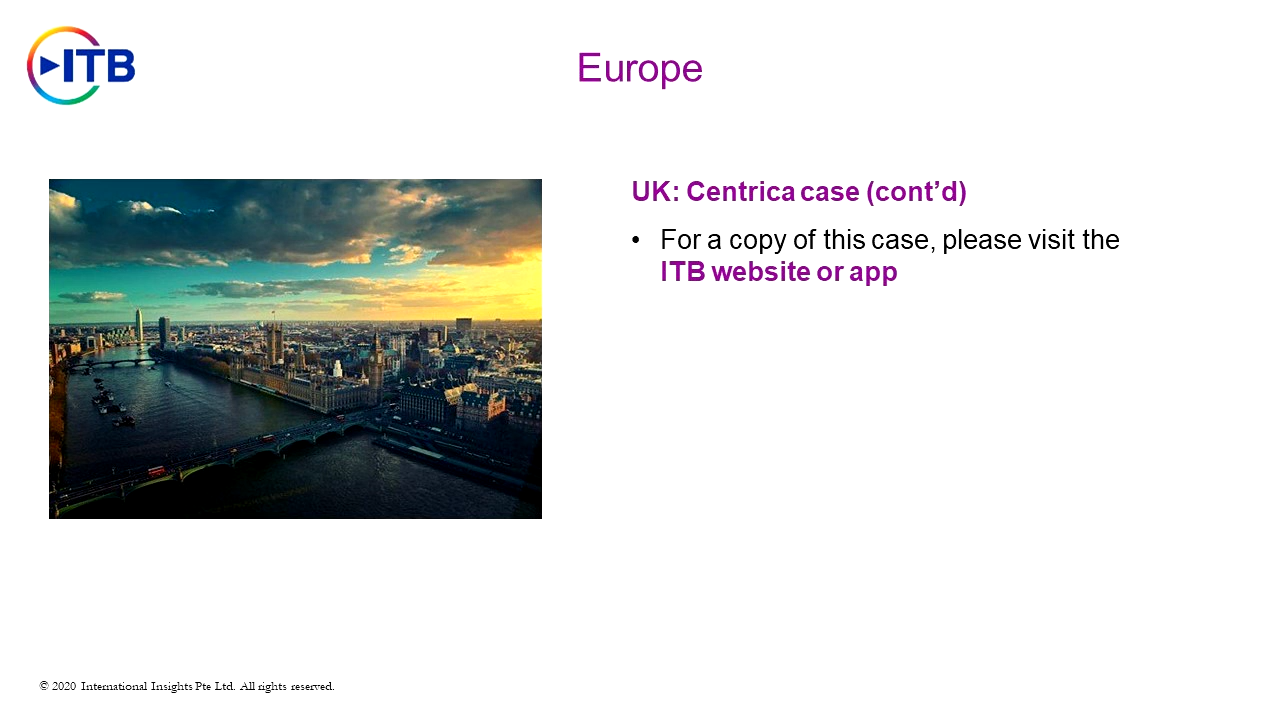 ITB
Europe
UK: Centrica case (cont’d)
• For a copy of this case, please visit the
ITB website or app
© 2020 International Insights Pte Ltd. All rights reserved.